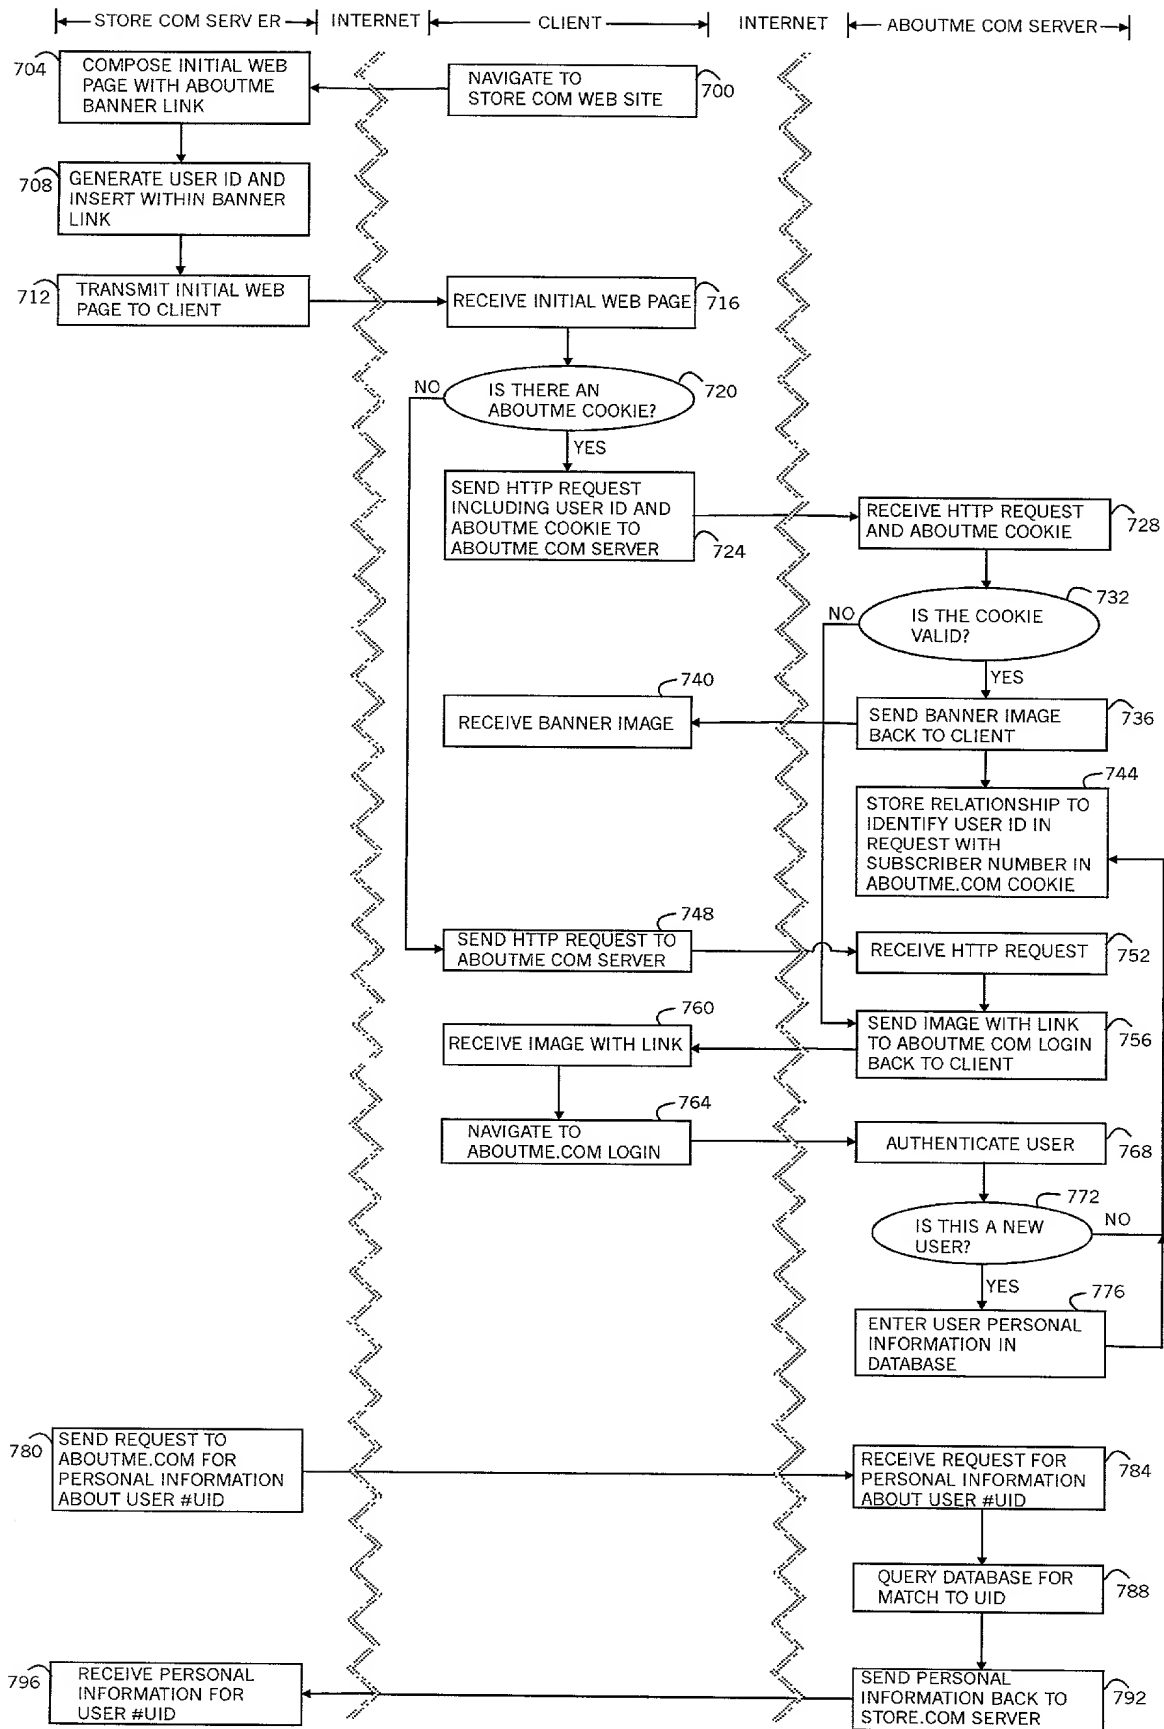 STORE COM SERV ER
INTERNET
CLIENT
INTERNET
ABOUTME COM SERVER
704
COMPOSE INITIAL WEB
PAGE WITH ABOUTME
BANNER LINK
NAVIGATE TO
STORE COM WEB SITE
700
708
GENERATE USER ID AND
INSERT WITHIN BANNER
LINK
712
TRANSMIT INITIAL WEB
PAGE TO CLIENT
RECEIVE INITIAL WEB PAGE
716
NO
IS THERE AN
ABOUTME COOKIE?
720
YES
SEND HTTP REQUEST
INCLUDING USER ID AND
ABOUTME COOKIE TO
ABOUTME COM SERVER
724
RECEIVE HTTP REQUEST
AND ABOUTME COOKIE
728
NO
IS THE COOKIE
VALID?
732
YES
740
RECEIVE BANNER IMAGE
SEND BANNER IMAGE
BACK TO CLIENT
736
744
STORE RELATIONSHIP TO
IDENTIFY USER ID IN
REQUEST WITH
SUBSCRIBER NUMBER IN
ABOUTME.COM COOKIE
748
SEND HTTP REQUEST TO
ABOUTME COM SERVER
RECEIVE HTTP REQUEST
752
760
RECEIVE IMAGE WITH LINK
SEND IMAGE WITH LINK
TO ABOUTME COM LOGIN
BACK TO CLIENT
756
764
NAVIGATE TO
ABOUTME.COM LOGIN
AUTHENTICATE USER
768
772
IS THIS A NEW
USER?
NO
YES
776
ENTER USER PERSONAL
INFORMATION IN
DATABASE
780
SEND REQUEST TO
ABOUTME.COM FOR
PERSONAL INFORMATION
ABOUT USER #UID
RECEIVE REQUEST FOR
PERSONAL INFORMATION
ABOUT USER #UID
784
QUERY DATABASE FOR
MATCH TO UID
788
796
RECEIVE PERSONAL
INFORMATION FOR
USER #UID
SEND PERSONAL
INFORMATION BACK TO
STORE.COM SERVER
792